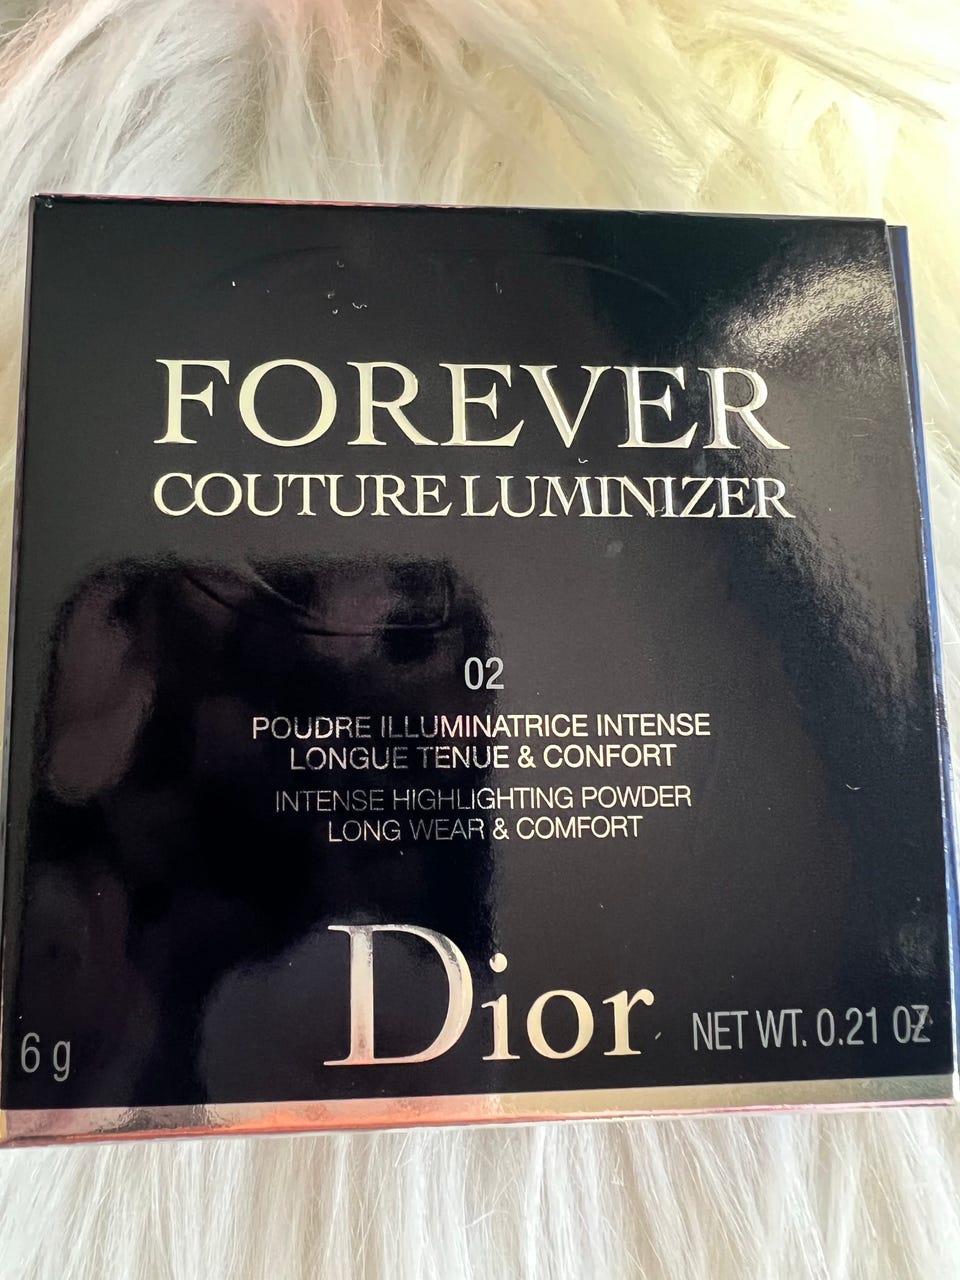 FOREVER
COUTURE LUMINIZER
02
POUDRE ILLUMINATRICE INTENSE
LONGUE TENUE & CONFORT
INTENSE HIGHLIGHTING POWDER
LONG WEAR & COMFORT
Dior
6 g
NET WT. 0.21 OZ